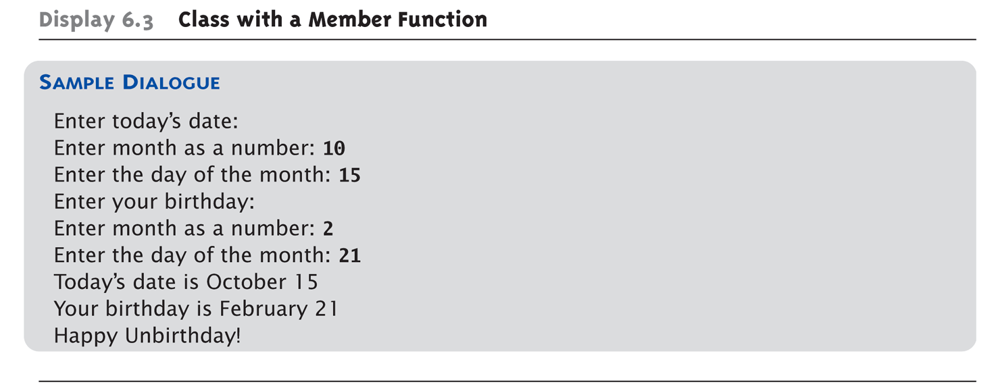 Display 6.3 Class with a Member Function
SAMPLE DIALOGUE
Enter today’s date:
Enter month as a number: 10
Enter the day of the month: 15
Enter your birthday:
Enter month as a number: 2
Enter the day of the month: 21
Today’s date is October 15
Your birthday is February 21
Happy Unbirthday!